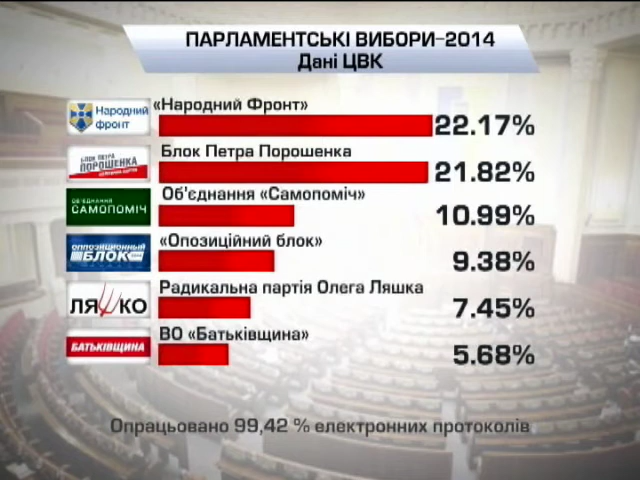 ПАРЛАМЕНТСЬКІ ВИБОРИ–2014
Дані ЦВК
Народний фронт
«Народний Фронт»
22.17%
БЛОК ПЕТРА
ПОРОШЕНКА
Блок Петра Порошенка
21.82%
ОБ'ЄДНАННЯ
САМОПОМІЧ
Об'єднання «Самопоміч»
10.99%
ОППОЗИЦИОННЫЙ
БЛОК
«Опозиційний блок»
9.38%
ЛЯШКО
Радикальна партія Олега Ляшка
7.45%
БАТЬКІВЩИНА
ВО «Батьківщина»
5.68%
Опрацьовано 99,42 % електронних протоколів